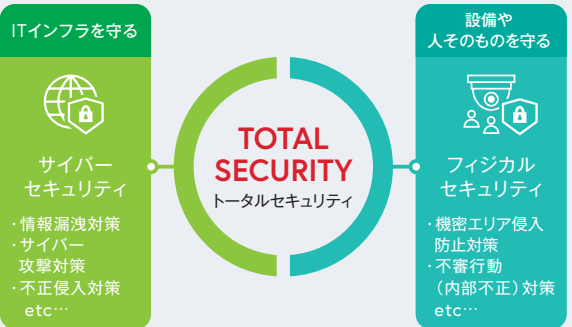 ITインフラを守る
サイバー
セキュリティ
・情報漏洩対策
・サイバー
攻撃対策
・不正侵入対策
etc…
TOTAL
SECURITY
トータルセキュリティ
設備や
人そのものを守る
フィジカル
セキュリティ
・機密エリア侵入
防止対策
・不審行動
（内部不正）対策
etc…